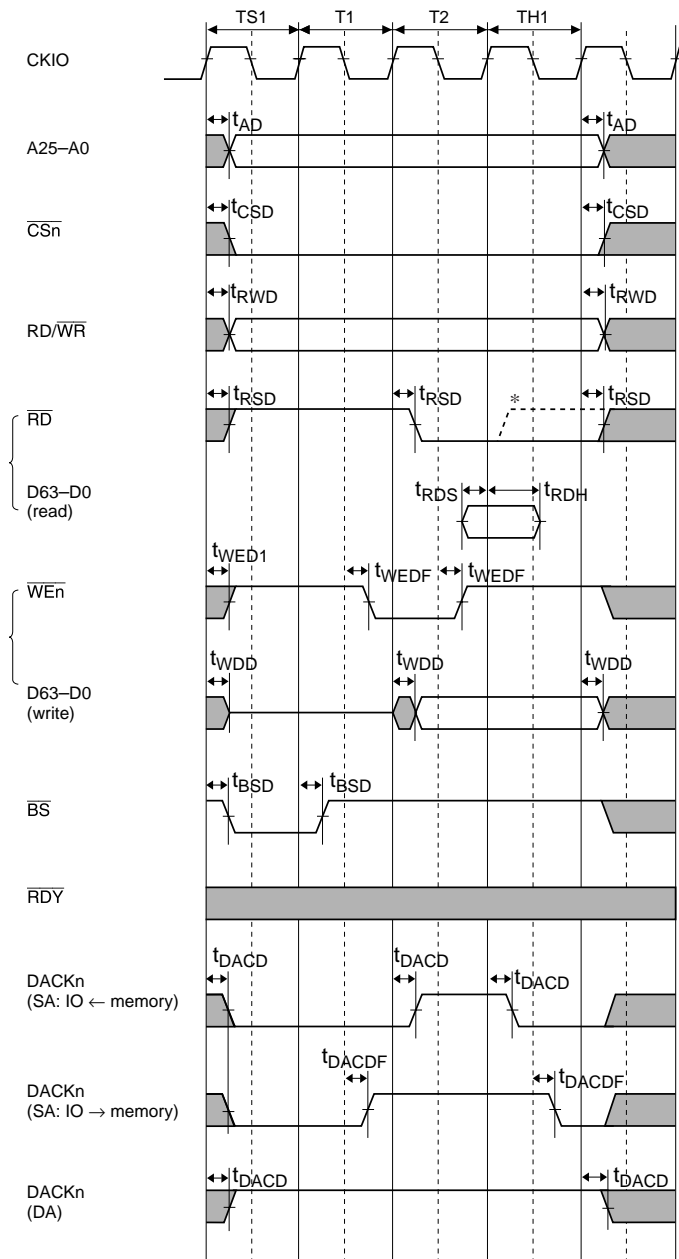 TS1 T1 T2 TH1
CKIO
tAD tAD
A25–A0
tCSD tCSD
CSn
tRWD tRWD
RD/WR
tRSD tRSD * tRSD
RD
D63–D0
(read)
tRDS tRDH
tWED1 tWEDF tWEDF
WEn
tWDD tWDD tWDD
D63–D0
(write)
tBSD tBSD
BS
RDY
tDACD tDACD tDACD
DACKn
(SA: IO ← memory)
tDACDF tDACDF
DACKn
(SA: IO → memory)
tDACD tDACD
DACKn
(DA)